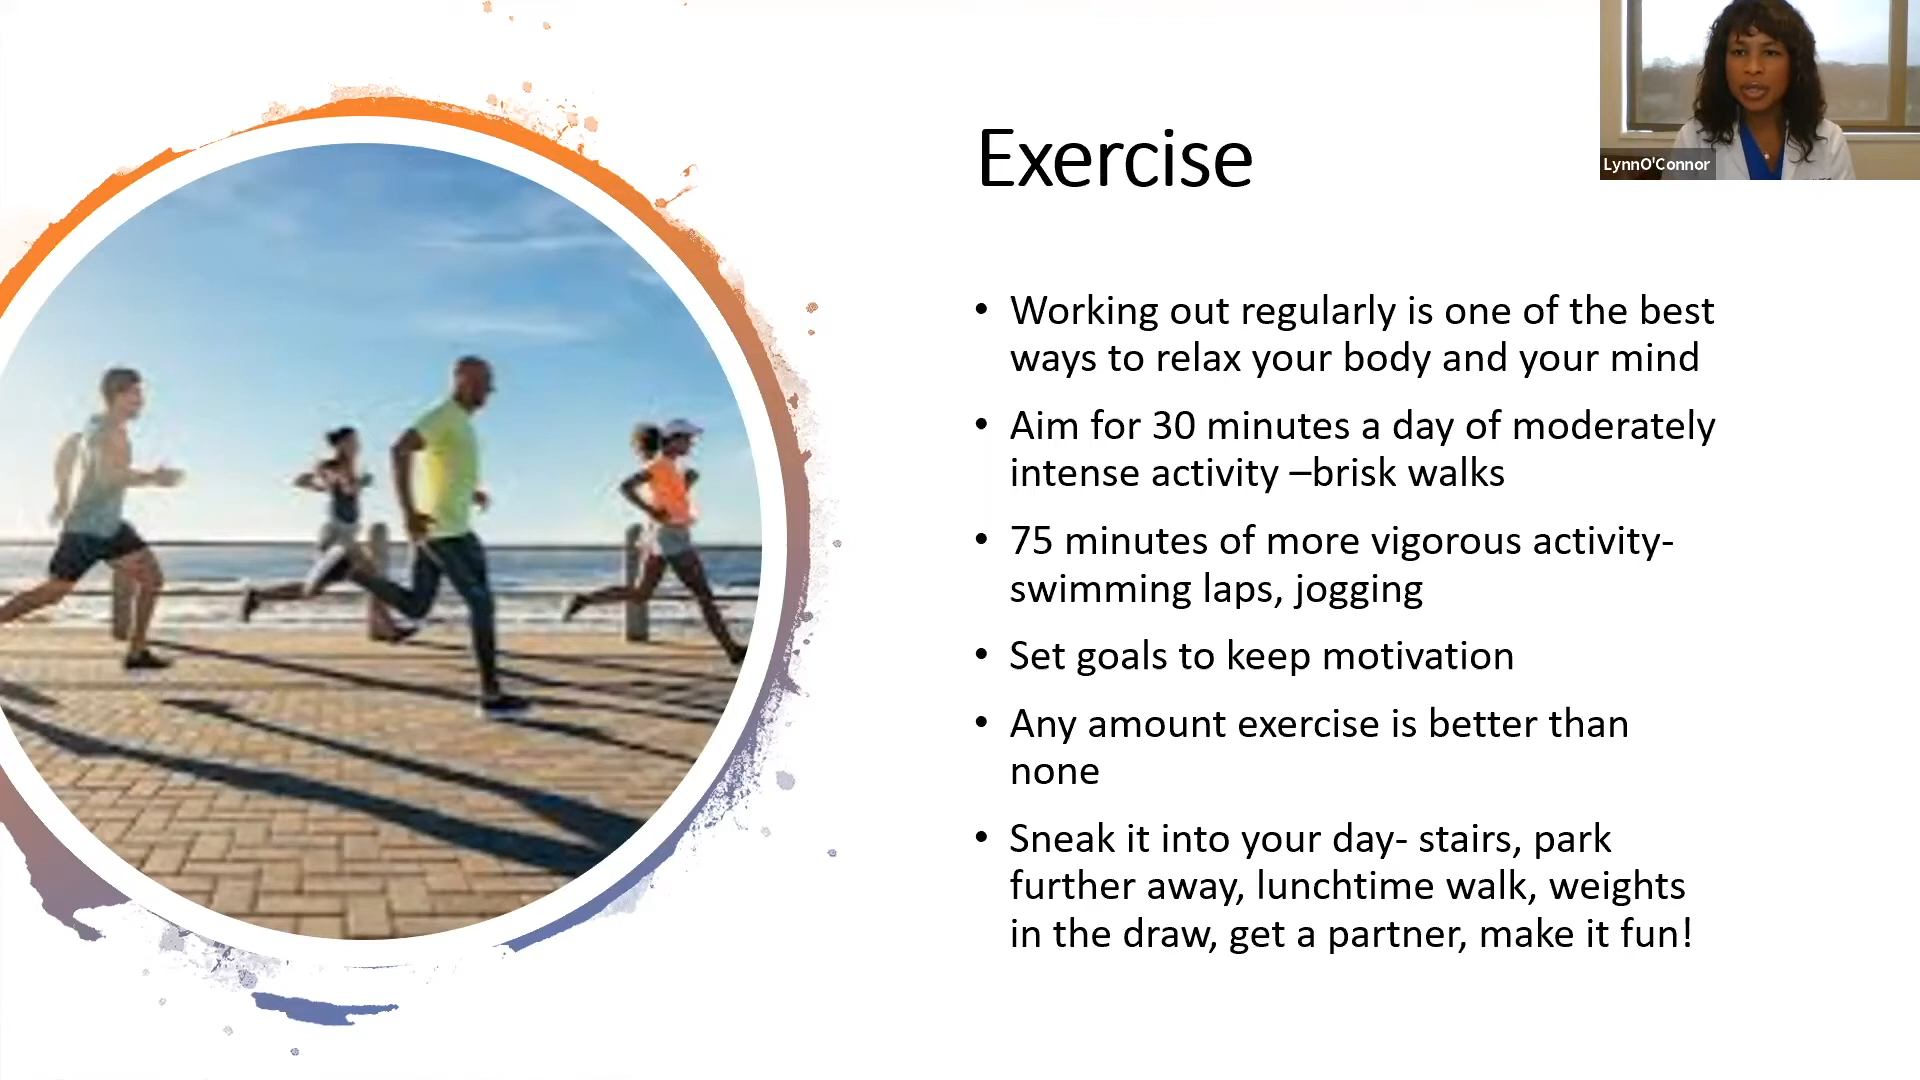 Exercise
LynnO'Connor
• Working out regularly is one of the best
ways to relax your body and your mind
• Aim for 30 minutes a day of moderately
intense activity –brisk walks
• 75 minutes of more vigorous activity-
swimming laps, jogging
• Set goals to keep motivation
• Any amount exercise is better than
none
• Sneak it into your day- stairs, park
further away, lunchtime walk, weights
in the draw, get a partner, make it fun!